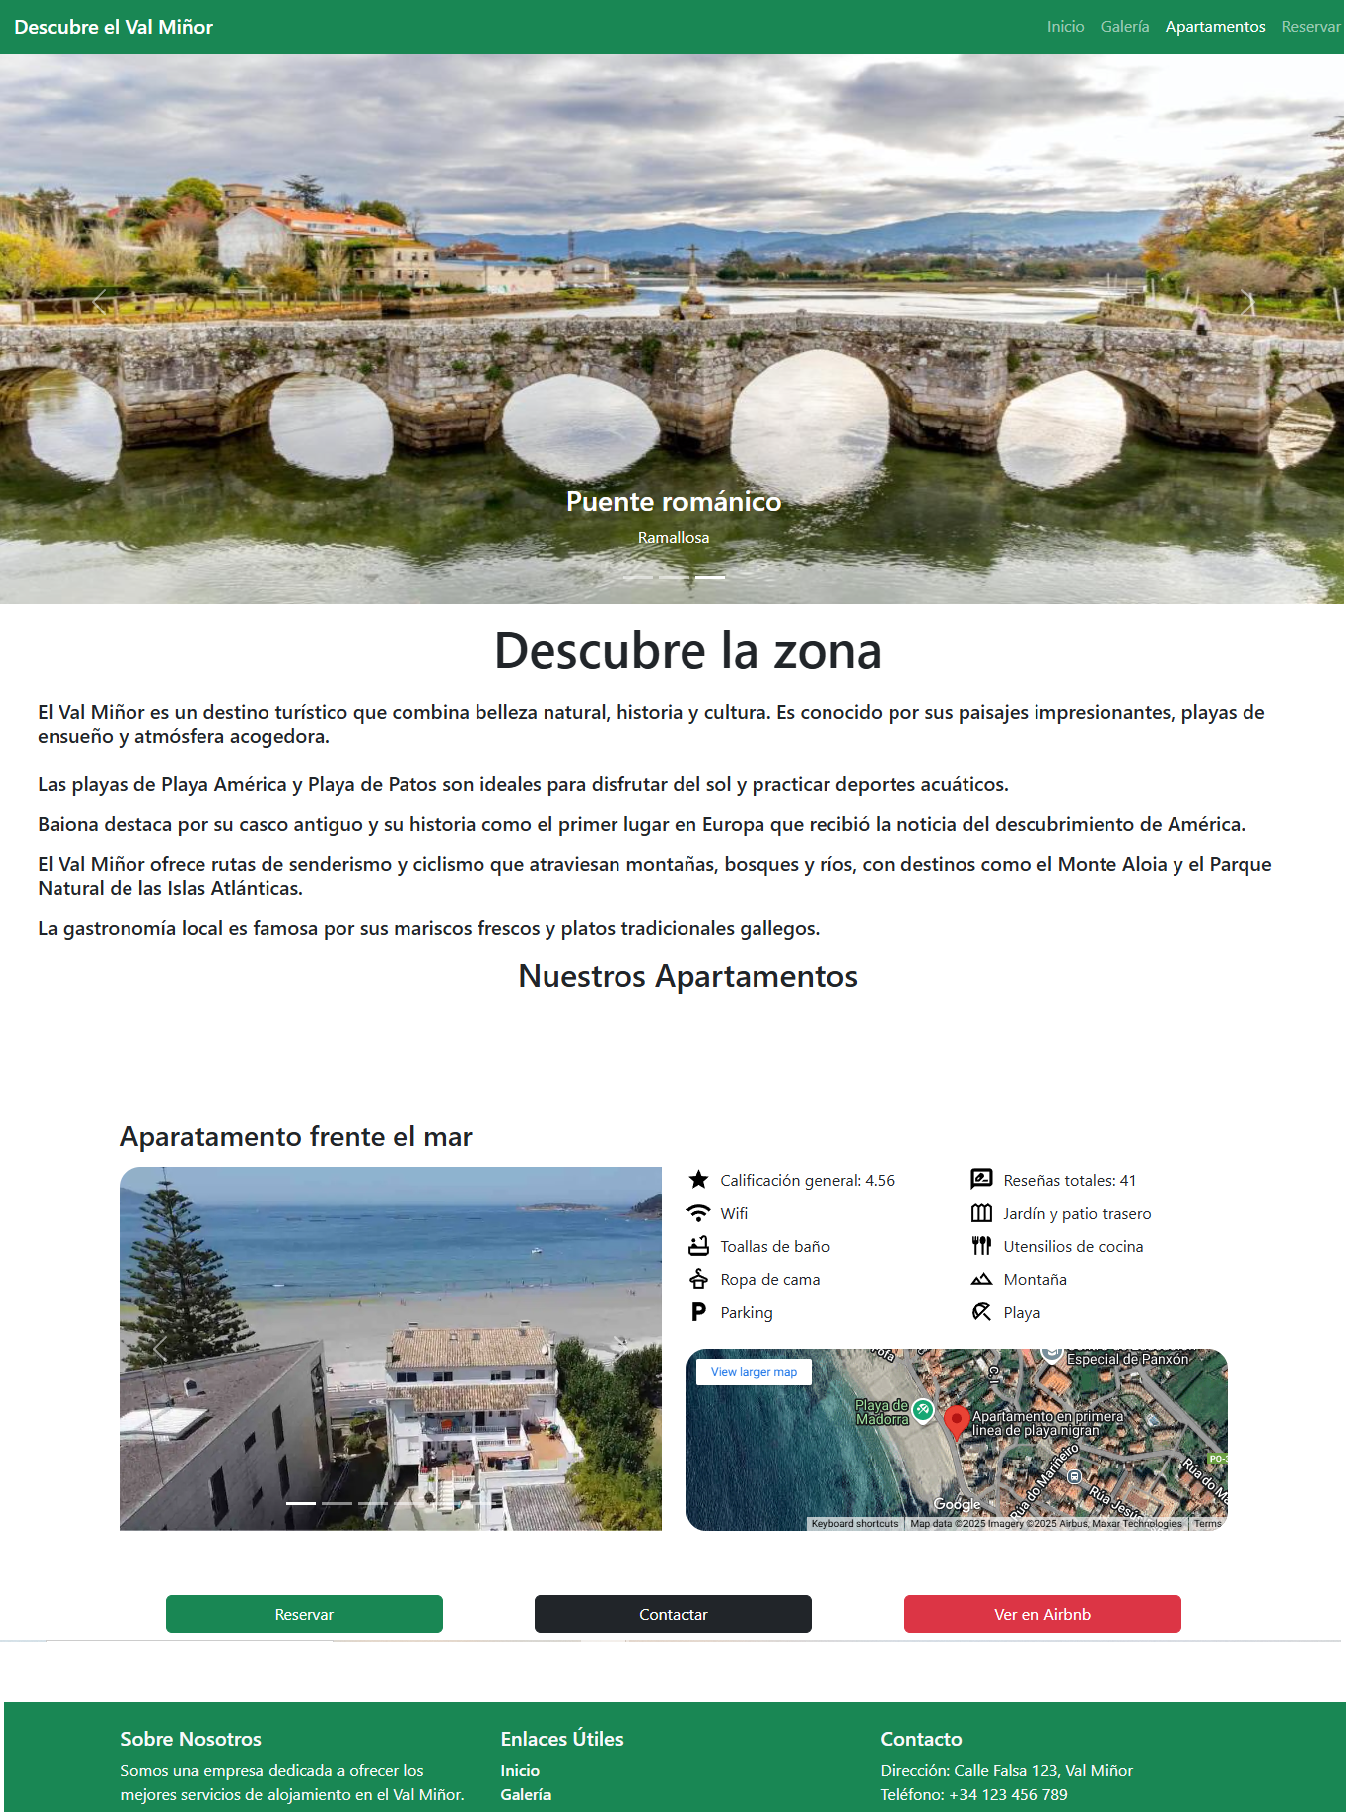 Descubre el Val Miñor
Inicio Galería Apartamentos Reservar
Puente románico
Ramallosa
Descubre la zona
El Val Miñor es un destino turístico que combina belleza natural, historia y cultura. Es conocido por sus paisajes impresionantes, playas de
ensueño y atmósfera acogedora.
Las playas de Playa América y Playa de Patos son ideales para disfrutar del sol y practicar deportes acuáticos.
Baiona destaca por su casco antiguo y su historia como el primer lugar en Europa que recibió la noticia del descubrimiento de América.
El Val Miñor ofrece rutas de senderismo y ciclismo que atraviesan montañas, bosques y ríos, con destinos como el Monte Aloia y el Parque
Natural de las Islas Atlánticas.
La gastronomía local es famosa por sus mariscos frescos y platos tradicionales gallegos.
Nuestros Apartamentos
Aparatamento frente el mar
Calificación general: 4.56
Reseñas totales: 41
Wifi
Jardín y patio trasero
Toallas de baño
Utensilios de cocina
Ropa de cama
Montaña
Parking
Playa
View larger map
Especial de Panxón
Playa de
Madorra
Apartamento en primera
linea de playa nigran
Rúa do Mariñeiro
Google
Keyboard shortcuts
Map data ©2025 Imagery ©2025 Airbus, Maxar Technologies
Terms
Reservar
Contactar
Ver en Airbnb
Sobre Nosotros
Somos una empresa dedicada a ofrecer los
mejores servicios de alojamiento en el Val Miñor.
Enlaces Útiles
Inicio
Galería
Contacto
Dirección: Calle Falsa 123, Val Miñor
Teléfono: +34 123 456 789